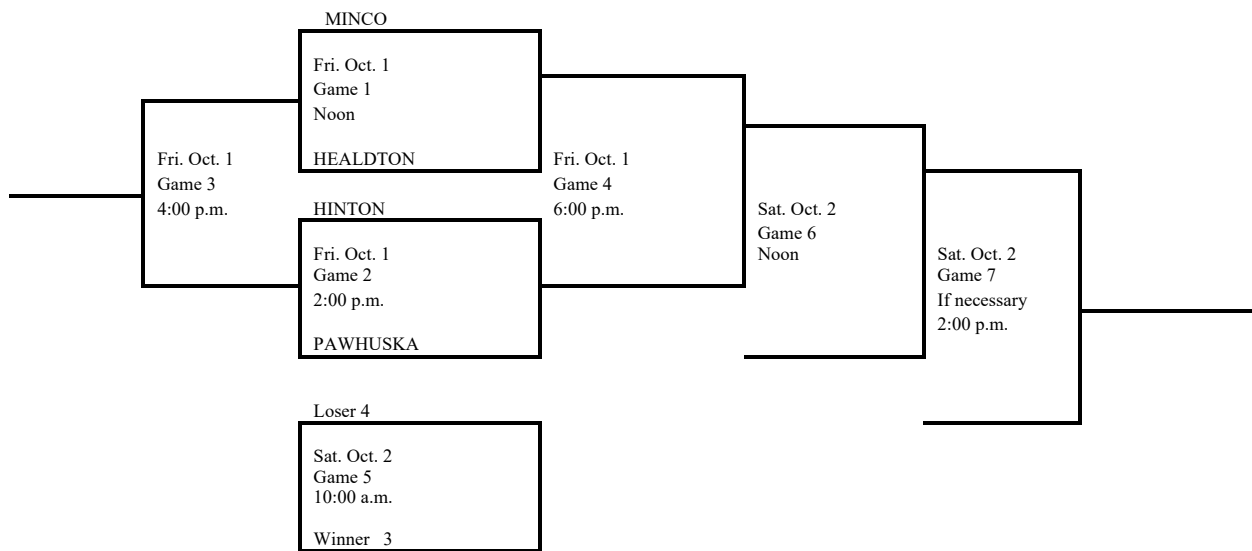 MINCO
Fri. Oct. 1
Game 1
Noon
HEALDTON
Fri. Oct. 1
Game 3
4:00 p.m.
Fri. Oct. 1
Game 4
6:00 p.m.
HINTON
Fri. Oct. 1
Game 2
2:00 p.m.
PAWHUSKA
Sat. Oct. 2
Game 6
Noon
Sat. Oct. 2
Game 7
If necessary
2:00 p.m.
Loser 4
Sat. Oct. 2
Game 5
10:00 a.m.
Winner 3